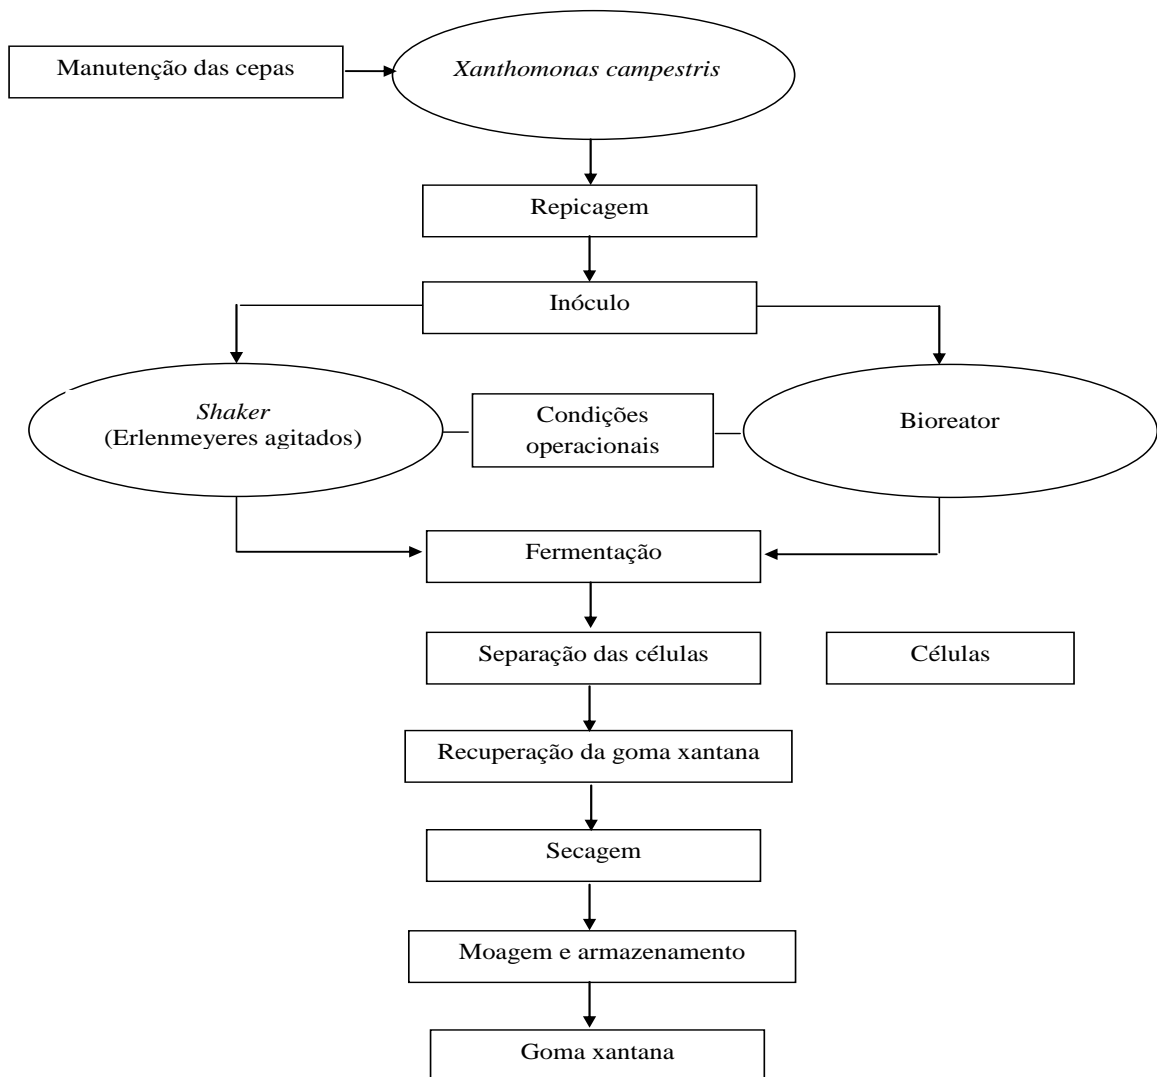 Manutenção das cepas
Xanthomonas campestris
Repicagem
Inóculo
Shaker
(Erlenmeyeres agitados)
Condições
operacionais
Bioreator
Fermentação
Separação das células
Células
Recuperação da goma xantana
Secagem
Moagem e armazenamento
Goma xantana